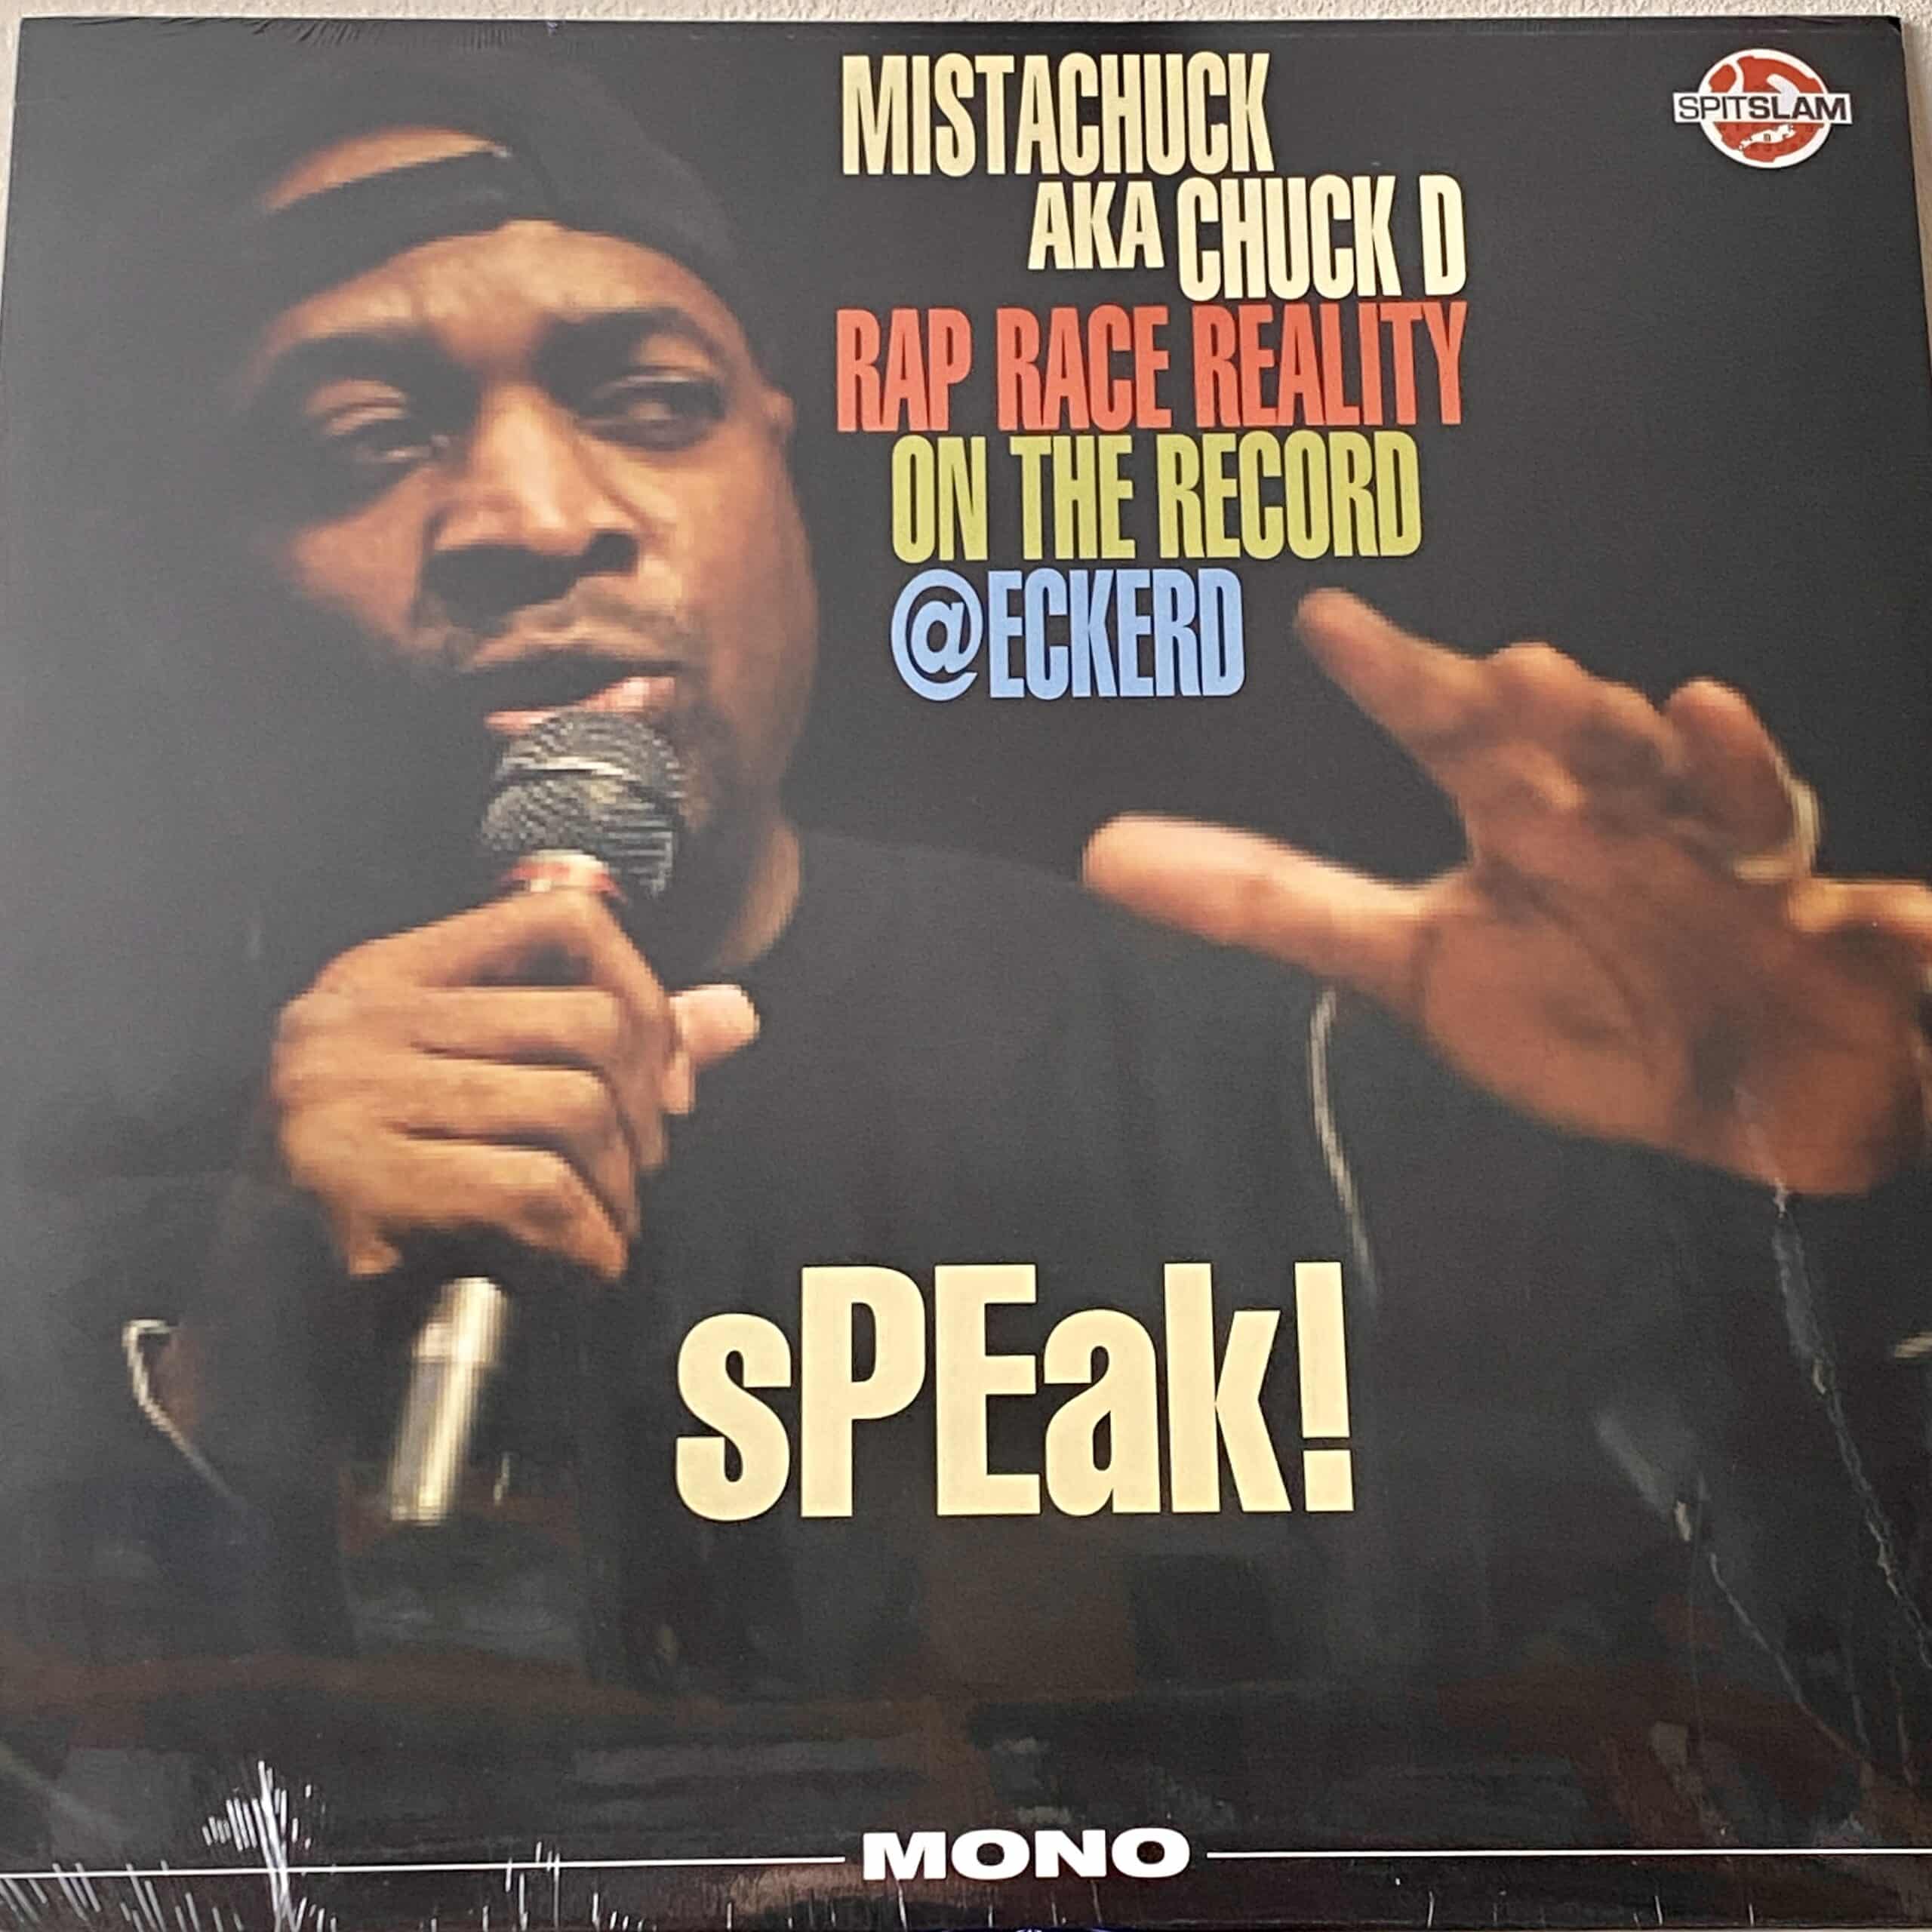 MISTACHUCK
AKA CHUCK D
RAP RACE REALITY
ON THE RECORD
@ECKERD
SPITSLAM
sPEak!
MONO